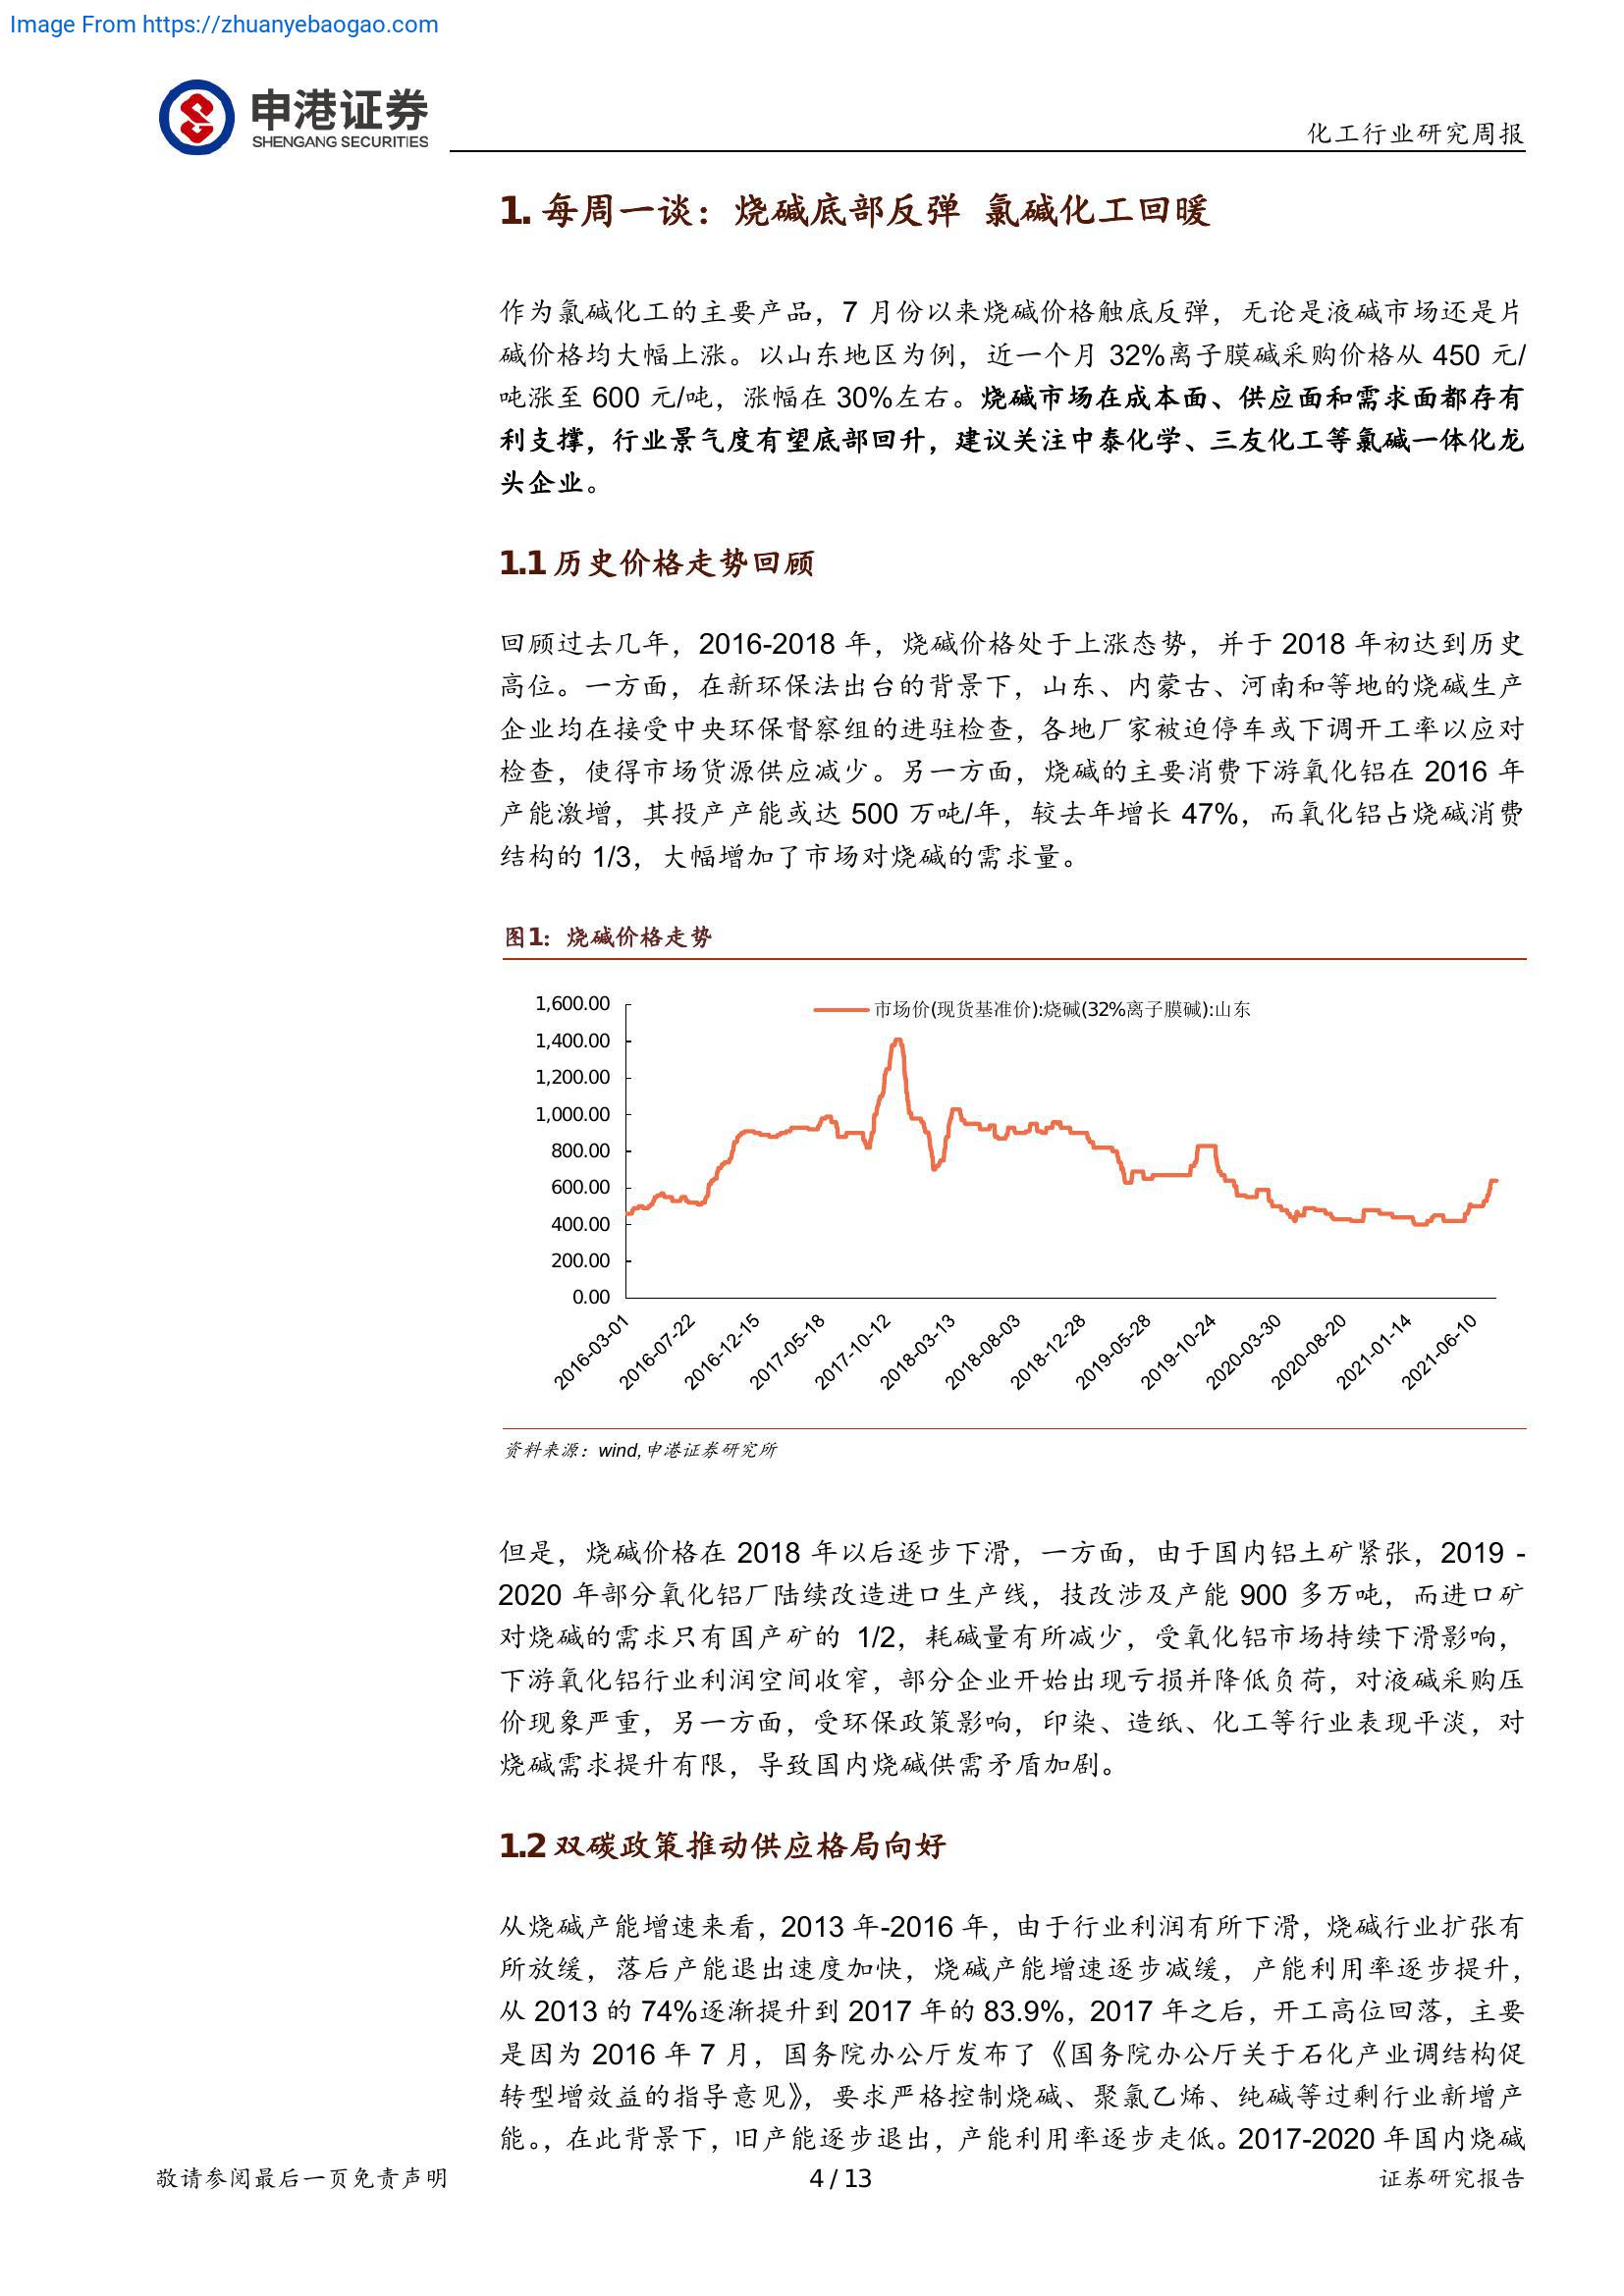 Image From https://zhuanyebaogao.com
申港证券
SHENGANG SECURITIES
化工行业研究周报
1. 每周一谈：烧碱底部反弹 氯碱化工回暖
作为氯碱化工的主要产品，7 月份以来烧碱价格触底反弹，无论是液碱市场还是片
碱价格均大幅上涨。以山东地区为例，近一个月 32%离子膜碱采购价格从 450 元/
吨涨至 600 元/吨，涨幅在 30%左右。烧碱市场在成本面、供应面和需求面都存有
利支撑，行业景气度有望底部回升，建议关注中泰化学、三友化工等氯碱一体化龙
头企业。
1.1 历史价格走势回顾
回顾过去几年，2016-2018 年，烧碱价格处于上涨态势，并于 2018 年初达到历史
高位。一方面，在新环保法出台的背景下，山东、内蒙古、河南和等地的烧碱生产
企业均在接受中央环保督察组的进驻检查，各地厂家被迫停车或下调开工率以应对
检查，使得市场货源供应减少。另一方面，烧碱的主要消费下游氧化铝在 2016 年
产能激增，其投产产能或达 500 万吨/年，较去年增长 47%，而氧化铝占烧碱消费
结构的 1/3，大幅增加了市场对烧碱的需求量。
图1：烧碱价格走势
市场价(现货基准价):烧碱(32%离子膜碱):山东
1,600.00
1,400.00
1,200.00
1,000.00
800.00
600.00
400.00
200.00
0.00
2016-03-01
2016-07-22
2016-12-15
2017-05-18
2017-10-12
2018-03-13
2018-08-03
2018-12-28
2019-05-28
2019-10-24
2020-03-30
2020-08-20
2021-01-14
2021-06-10
资料来源：wind,申港证券研究所
但是，烧碱价格在 2018 年以后逐步下滑，一方面，由于国内铝土矿紧张，2019 -
2020 年部分氧化铝厂陆续改造进口生产线，技改涉及产能 900 多万吨，而进口矿
对烧碱的需求只有国产矿的 1/2，耗碱量有所减少，受氧化铝市场持续下滑影响，
下游氧化铝行业利润空间收窄，部分企业开始出现亏损并降低负荷，对液碱采购压
价现象严重，另一方面，受环保政策影响，印染、造纸、化工等行业表现平淡，对
烧碱需求提升有限，导致国内烧碱供需矛盾加剧。
1.2 双碳政策推动供应格局向好
从烧碱产能增速来看，2013 年-2016 年，由于行业利润有所下滑，烧碱行业扩张有
所放缓，落后产能退出速度加快，烧碱产能增速逐步减缓，产能利用率逐步提升，
从 2013 的 74%逐渐提升到 2017 年的 83.9%，2017 年之后，开工高位回落，主要
是因为 2016 年 7 月，国务院办公厅发布了《国务院办公厅关于石化产业调结构促
转型增效益的指导意见》，要求严格控制烧碱、聚氯乙烯、纯碱等过剩行业新增产
能。，在此背景下，旧产能逐步退出，产能利用率逐步走低。2017-2020 年国内烧碱
敬请参阅最后一页免责声明
4 / 13
证券研究报告